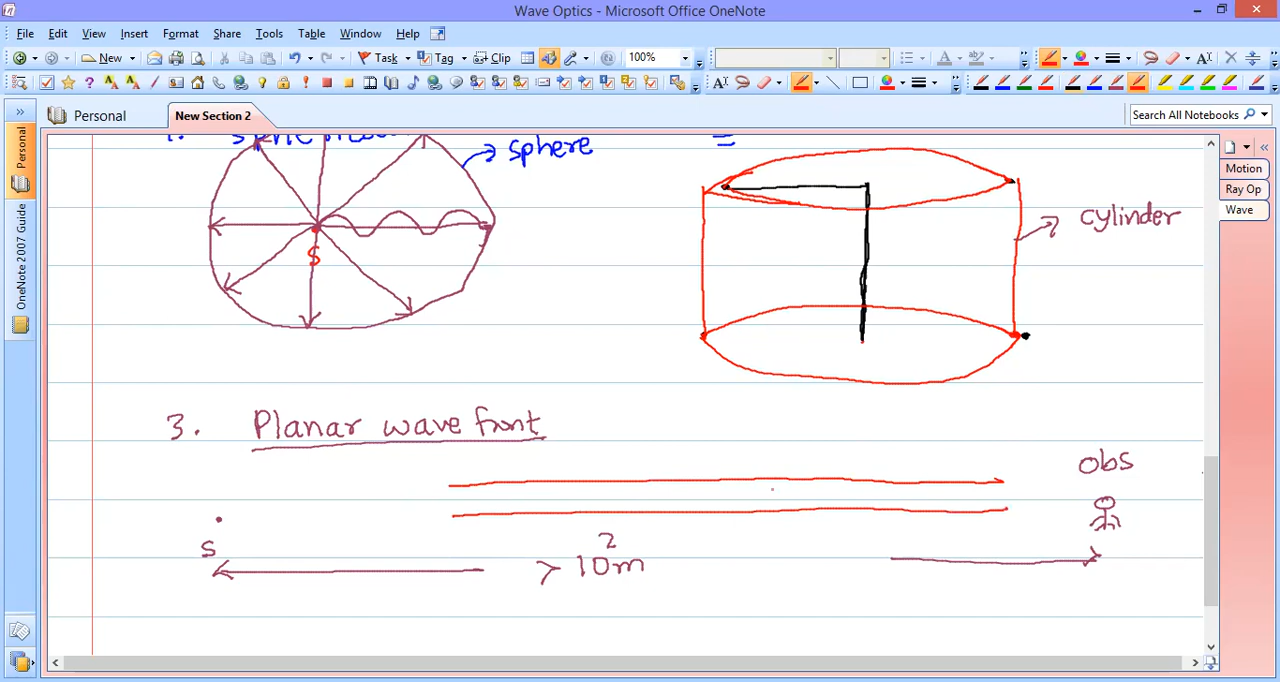 Wave Optics - Microsoft Office OneNote
File Edit View Insert Format Share Tools Table Window Help
New Task Tag Clip 100%
Personal New Section 2 Search All Notebooks
Personal
OneNote 2007 Guide
Motion
Ray Op
Wave
1.
sphere
S
cylinder
3. Planar wave front
obs
S
> 10² m